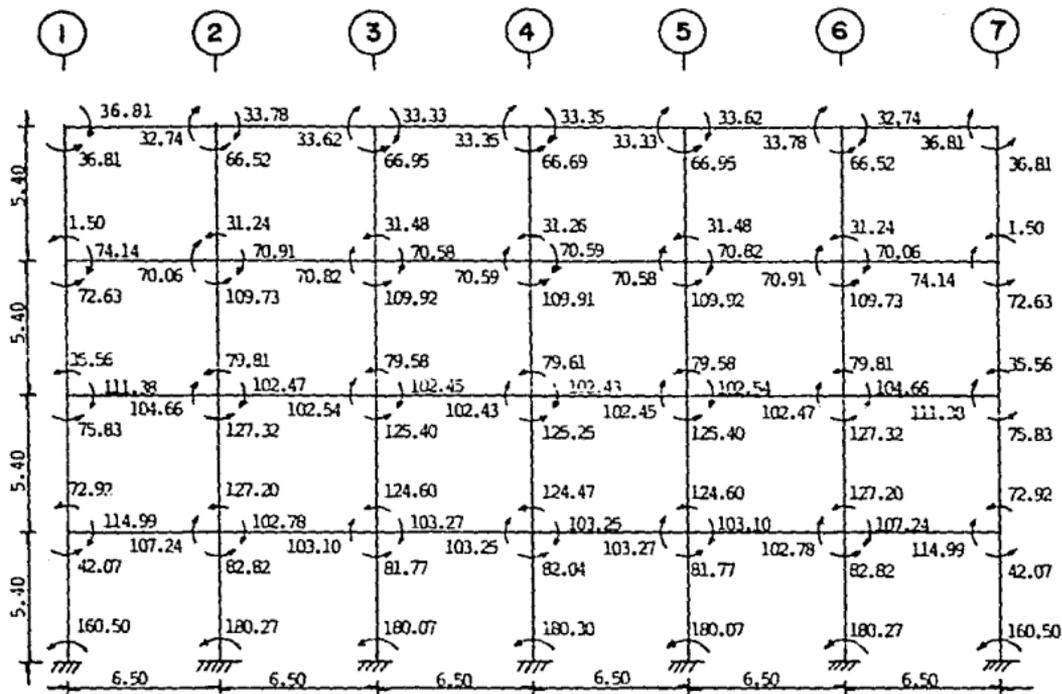 1 2 3 4 5 6 7
36.81 33.78 33.33 33.35 33.62 32.74
32.74 33.62 33.35 33.33 33.78 36.81
36.81 66.52 66.95 66.69 66.95 66.52 36.81
5.40
1.50 31.24 31.48 31.26 31.48 31.24 1.50
74.14 70.91 70.58 70.59 70.82 70.06
70.06 70.82 70.59 70.58 70.91 74.14
72.63 109.73 109.92 109.91 109.92 109.73 72.63
5.40
35.56 79.81 79.58 79.61 79.58 79.81 35.56
111.38 102.47 102.45 102.43 102.54 104.66
104.66 102.54 102.43 102.45 102.47 111.33
75.83 127.32 125.40 125.25 125.40 127.32 75.83
5.40
72.92 127.20 124.60 124.47 124.60 127.20 72.92
114.99 102.78 103.27 103.25 103.10 107.24
107.24 103.10 103.25 103.27 102.78 114.99
42.07 82.82 81.77 82.04 81.77 82.82 42.07
5.40
160.50 180.27 180.07 180.30 180.07 180.27 160.50
6.50 6.50 6.50 6.50 6.50 6.50